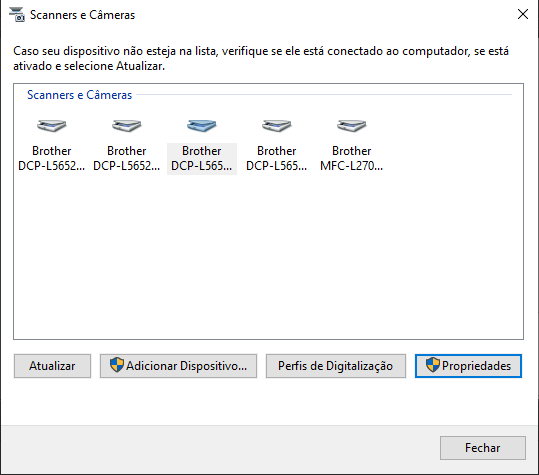 Scanners e Câmeras
Caso seu dispositivo não esteja na lista, verifique se ele está conectado ao computador, se está
ativado e selecione Atualizar.
Scanners e Câmeras
Brother
DCP-L5652...
Brother
DCP-L5652...
Brother
DCP-L565...
Brother
DCP-L565...
Brother
MFC-L270...
Atualizar
Adicionar Dispositivo...
Perfis de Digitalização
Propriedades
Fechar